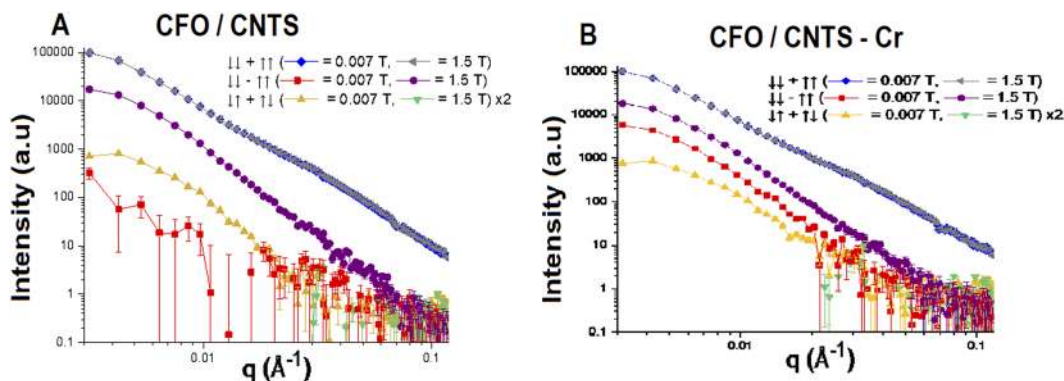 A
CFO / CNTS
↓↓ + ↑↑ ( = 0.007 T, = 1.5 T)
↓↓ - ↑↑ ( = 0.007 T, = 1.5 T)
↓↑ + ↑↓ ( = 0.007 T, = 1.5 T) x2
100000
10000
1000
100
10
1
0.1
Intensity (a.u)
0.01
0.1
q (Å⁻¹)
B
CFO / CNTS - Cr
↓↓ + ↑↑ ( = 0.007 T, = 1.5 T)
↓↓ - ↑↑ ( = 0.007 T, = 1.5 T)
↓↑ + ↑↓ ( = 0.007 T, = 1.5 T) x2
100000
10000
1000
100
10
1
0.1
Intensity (a.u)
0.01
0.1
q (Å⁻¹)